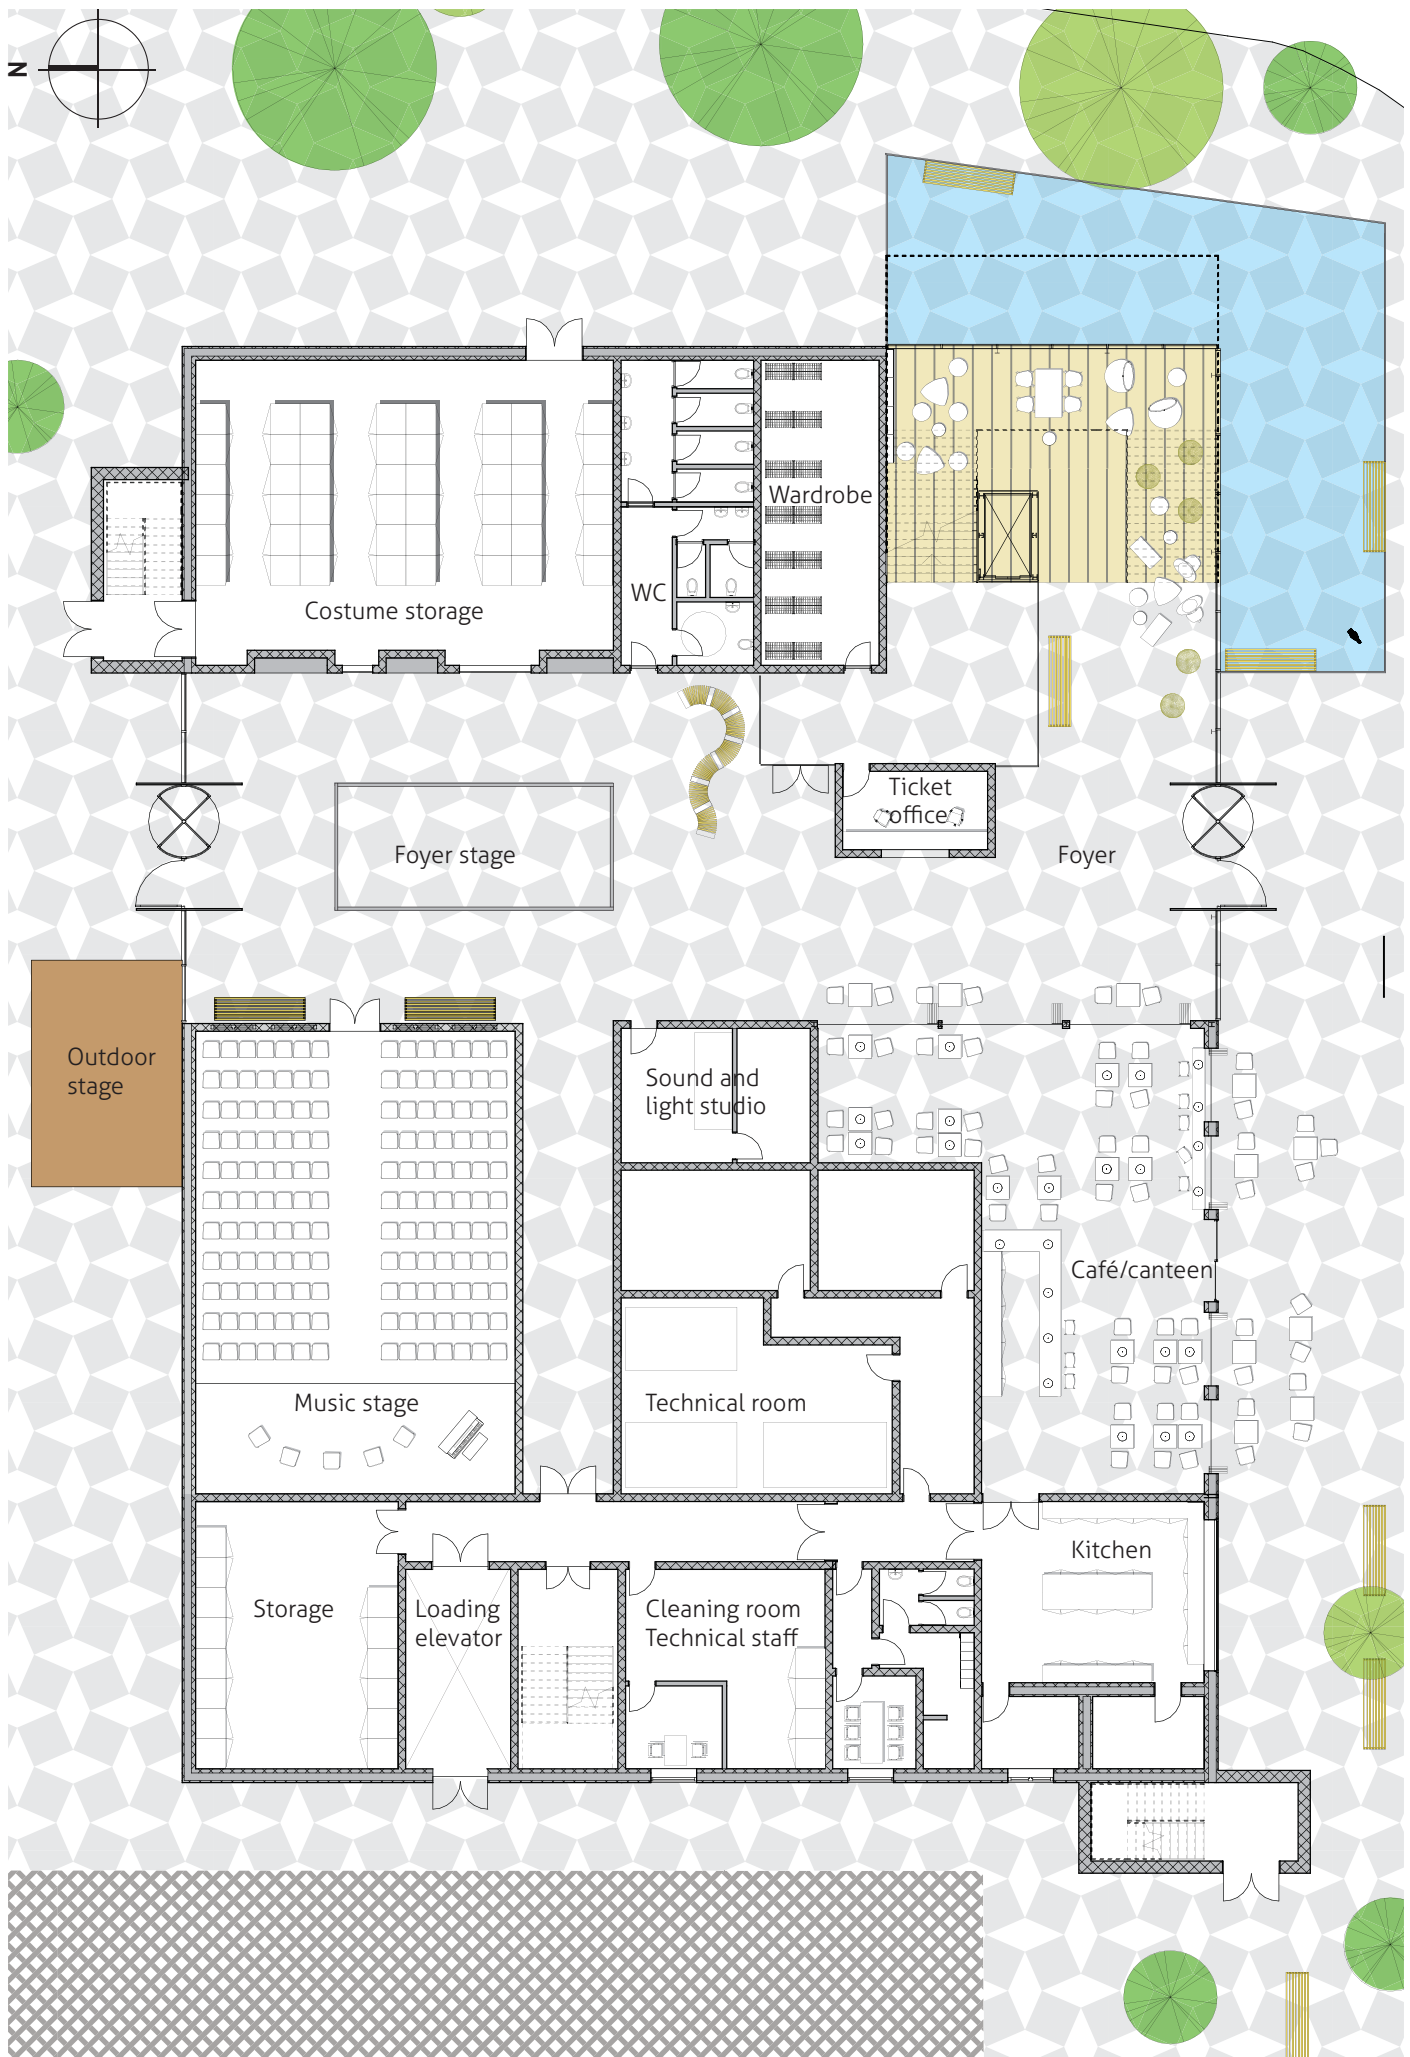 N
Wardrobe
WC
Costume storage
Ticket
office
Foyer stage
Foyer
Outdoor
stage
Sound and
light studio
Café/canteen
Music stage
Technical room
Kitchen
Storage
Loading
elevator
Cleaning room
Technical staff